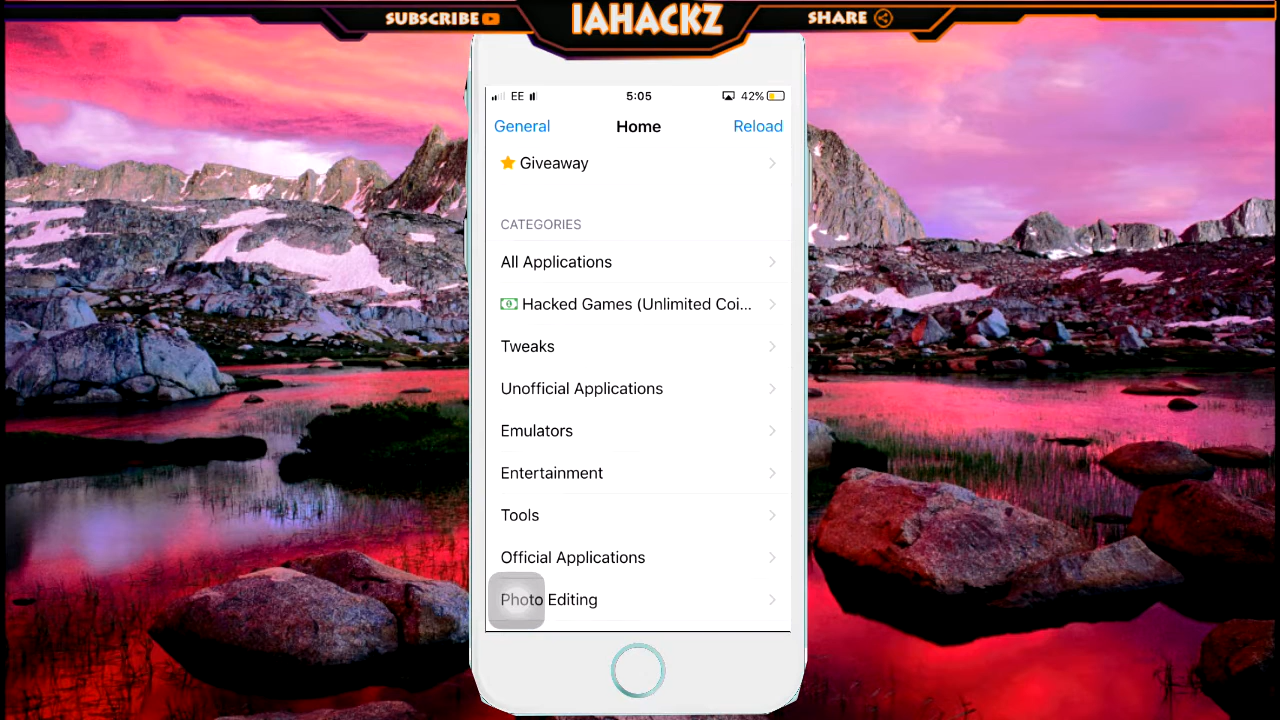 SUBSCRIBE
IAHACKZ
SHARE
EE
5:05
42%
General
Home
Reload
Giveaway
CATEGORIES
All Applications
Hacked Games (Unlimited Coi...
Tweaks
Unofficial Applications
Emulators
Entertainment
Tools
Official Applications
Photo Editing